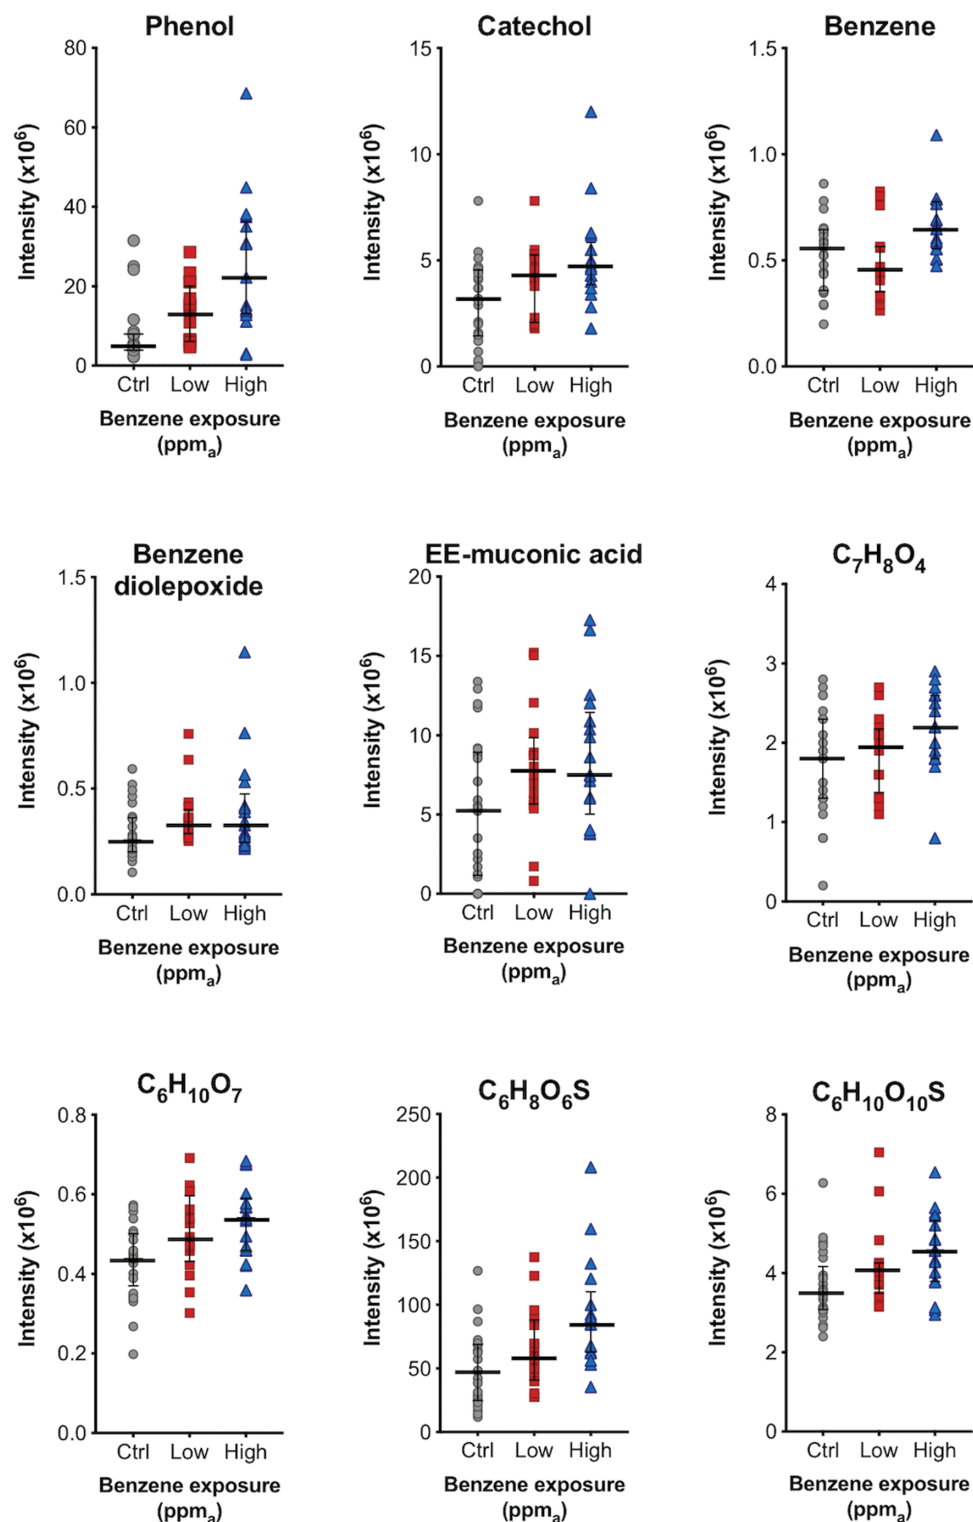 Phenol
Intensity (x10⁶)
80
60
40
20
0
Ctrl Low High
Benzene exposure
(ppmₐ)
Catechol
Intensity (x10⁶)
15
10
5
0
Ctrl Low High
Benzene exposure
(ppmₐ)
Benzene
Intensity (x10⁶)
1.5
1.0
0.5
0.0
Ctrl Low High
Benzene exposure
(ppmₐ)
Benzene
diolepoxide
Intensity (x10⁶)
1.5
1.0
0.5
0.0
Ctrl Low High
Benzene exposure
(ppmₐ)
EE-muconic acid
Intensity (x10⁶)
20
15
10
5
0
Ctrl Low High
Benzene exposure
(ppmₐ)
C₇H₈O₄
Intensity (x10⁶)
4
3
2
1
0
Ctrl Low High
Benzene exposure
(ppmₐ)
C₆H₁₀O₇
Intensity (x10⁶)
0.8
0.6
0.4
0.2
0.0
Ctrl Low High
Benzene exposure
(ppmₐ)
C₆H₈O₆S
Intensity (x10⁶)
250
200
150
100
50
0
Ctrl Low High
Benzene exposure
(ppmₐ)
C₆H₁₀O₁₀S
Intensity (x10⁶)
8
6
4
2
0
Ctrl Low High
Benzene exposure
(ppmₐ)